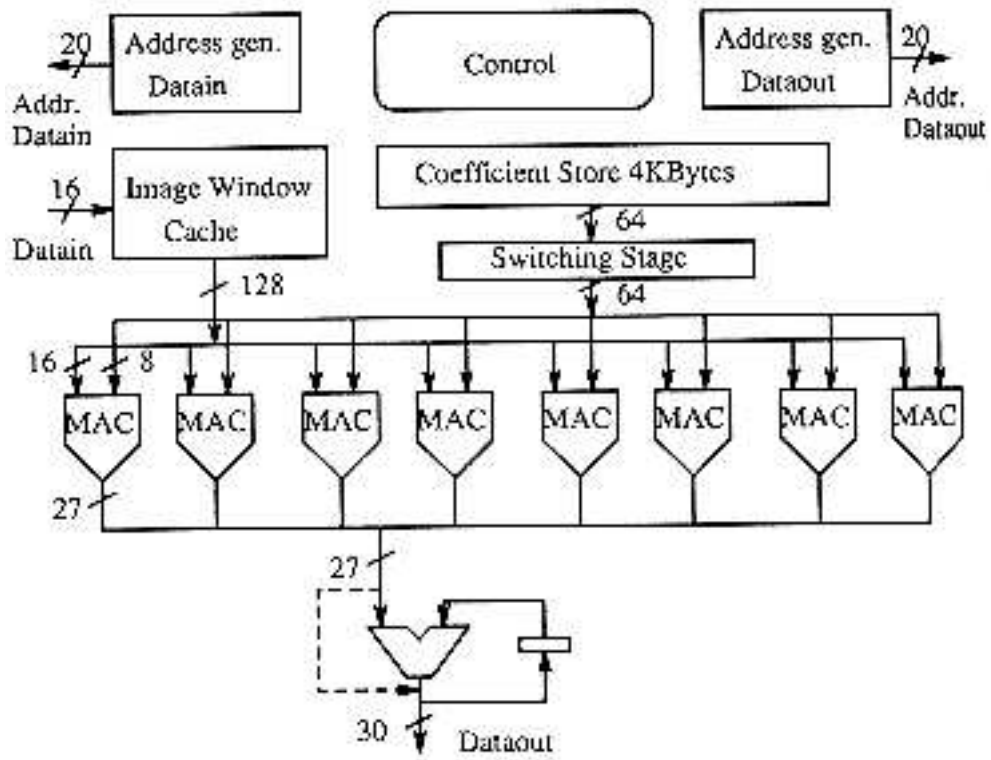 20
Address gen.
Datain
Addr.
Datain
Control
Address gen.
Dataout
20
Addr.
Dataout
16
Datain
Image Window
Cache
128
Coefficient Store 4KBytes
64
Switching Stage
64
16
8
MAC
MAC
MAC
MAC
MAC
MAC
MAC
MAC
27
27
30
Dataout